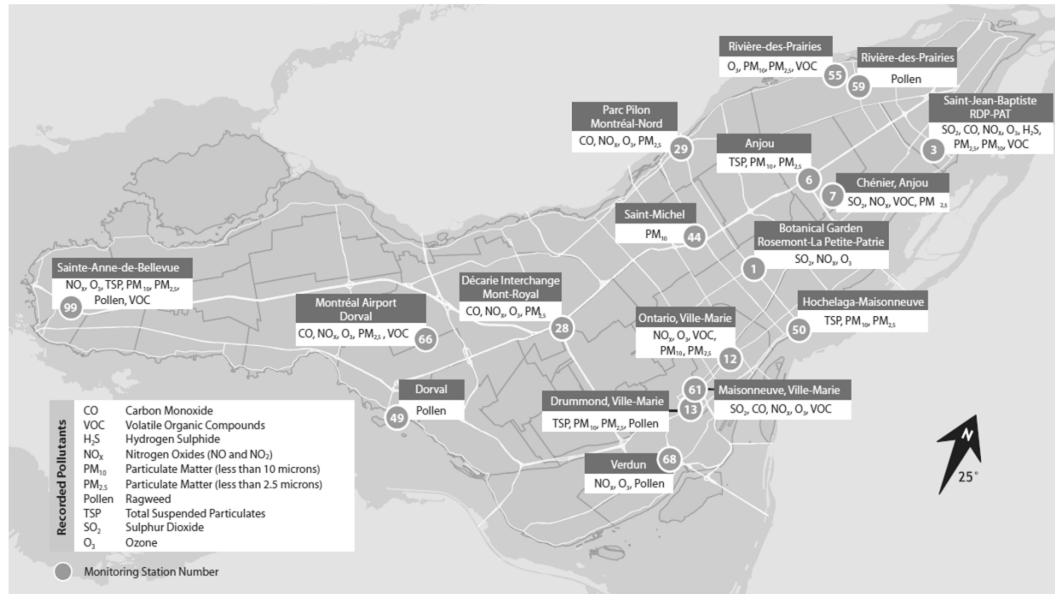 Rivière-des-Prairies
O₃, PM₁₀, PM₂,₅, VOC
55
Rivière-des-Prairies
Pollen
59
Saint-Jean-Baptiste
RDP-PAT
SO₂, CO, NOₓ, O₃, H₂S,
PM₂,₅, PM₁₀, VOC
3
Parc Pilon
Montréal-Nord
CO, NOₓ, O₃, PM₂,₅
29
Anjou
TSP, PM₁₀, PM₂,₅
6
Chénier, Anjou
SO₂, NOₓ, VOC, PM ₂,₅
7
Saint-Michel
PM₁₀
44
Botanical Garden
Rosemont-La Petite-Patrie
SO₂, NOₓ, O₃
1
Sainte-Anne-de-Bellevue
NOₓ, O₃, TSP, PM₁₀, PM₂,₅,
Pollen, VOC
99
Montréal Airport
Dorval
CO, NOₓ, O₃, PM₂,₅ , VOC
66
Décarie Interchange
Mont-Royal
CO, NOₓ, O₃, PM₂,₅
28
Hochelaga-Maisonneuve
TSP, PM₁₀, PM₂,₅
50
Ontario, Ville-Marie
NOₓ, O₃, VOC,
PM₁₀, PM₂,₅
12
Dorval
Pollen
49
Drummond, Ville-Marie
TSP, PM₁₀, PM₂,₅, Pollen
13
61
Maisonneuve, Ville-Marie
SO₂, CO, NOₓ, O₃, VOC
68
Verdun
NOₓ, O₃, Pollen
N
25°
Recorded Pollutants
CO Carbon Monoxide
VOC Volatile Organic Compounds
H₂S Hydrogen Sulphide
NOₓ Nitrogen Oxides (NO and NO₂)
PM₁₀ Particulate Matter (less than 10 microns)
PM₂,₅ Particulate Matter (less than 2.5 microns)
Pollen Ragweed
TSP Total Suspended Particulates
SO₂ Sulphur Dioxide
O₃ Ozone
Monitoring Station Number